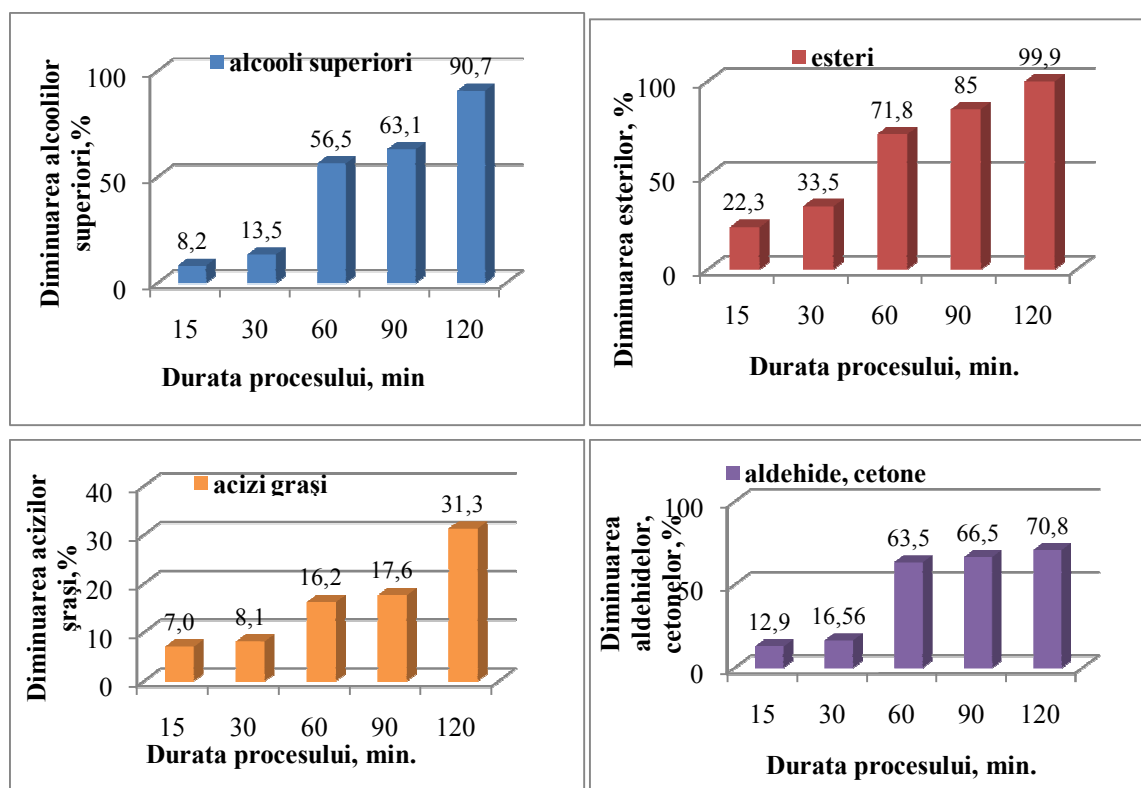 Diminuarea alcoolilor
superiori,%
alcooli superiori
100
50
0
8,2
13,5
56,5
63,1
90,7
15 30 60 90 120
Durata procesului, min
Diminuarea esterilor, %
esteri
100
50
0
22,3
33,5
71,8
85
99,9
15 30 60 90 120
Durata procesului, min.
Diminuarea acizilor
şraşi,%
acizi graşi
40
30
20
10
0
7,0
8,1
16,2
17,6
31,3
15 30 60 90 120
Durata procesului, min.
Diminuarea
aldehidelor,
cetonelor,%
aldehide, cetone
100
50
0
12,9
16,56
63,5
66,5
70,8
15 30 60 90 120
Durata procesului, min.